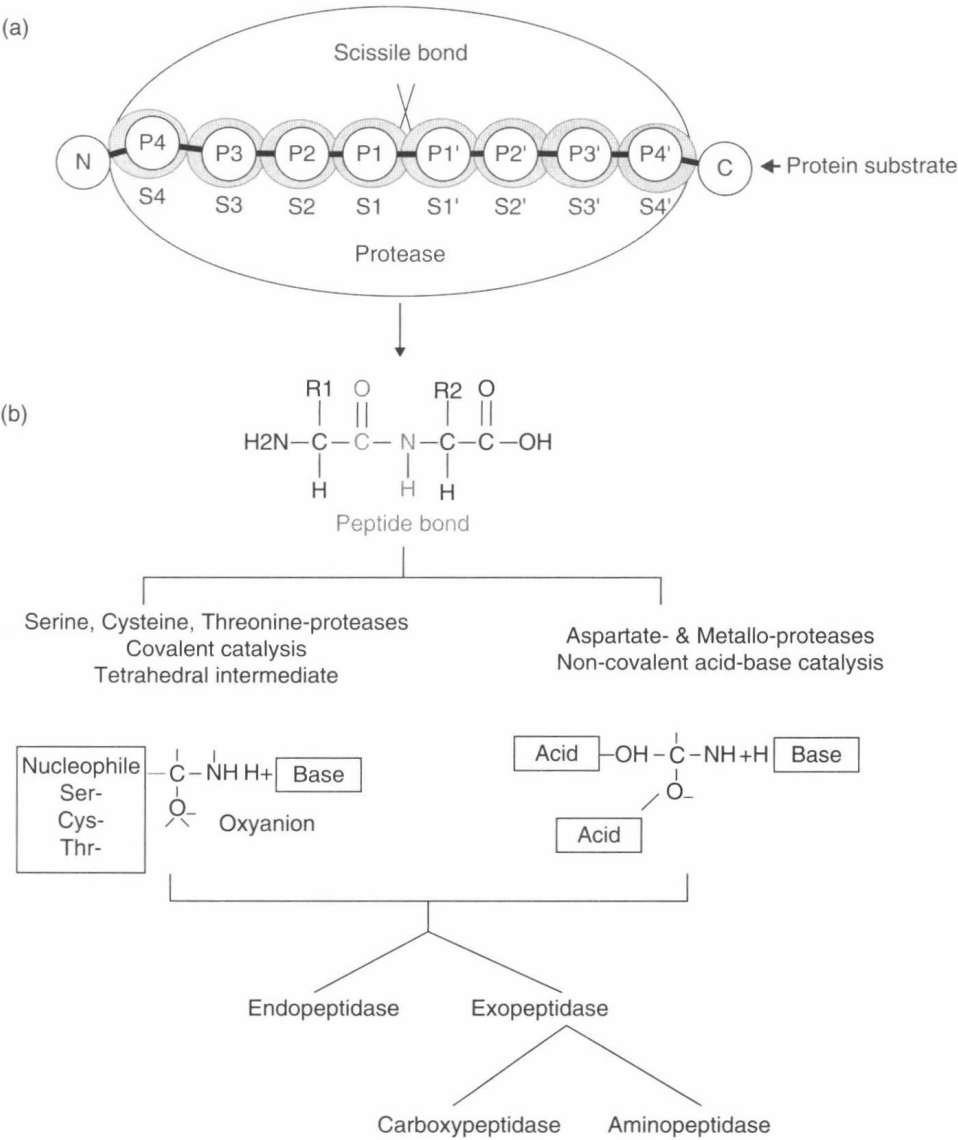 (a)
Scissile bond
N P4 P3 P2 P1 P1' P2' P3' P4' C Protein substrate
S4 S3 S2 S1 S1' S2' S3' S4'
Protease
(b)
R1 O R2 O
H2N–C–C–N–C–C–OH
H H H
Peptide bond
Serine, Cysteine, Threonine-proteases
Covalent catalysis
Tetrahedral intermediate
Aspartate- & Metallo-proteases
Non-covalent acid-base catalysis
Nucleophile
Ser-
Cys-
Thr-
–C–NH H+ Base
O–
Oxyanion
Acid –OH–C–NH+H Base
O–
Acid
Endopeptidase Exopeptidase
Carboxypeptidase Aminopeptidase